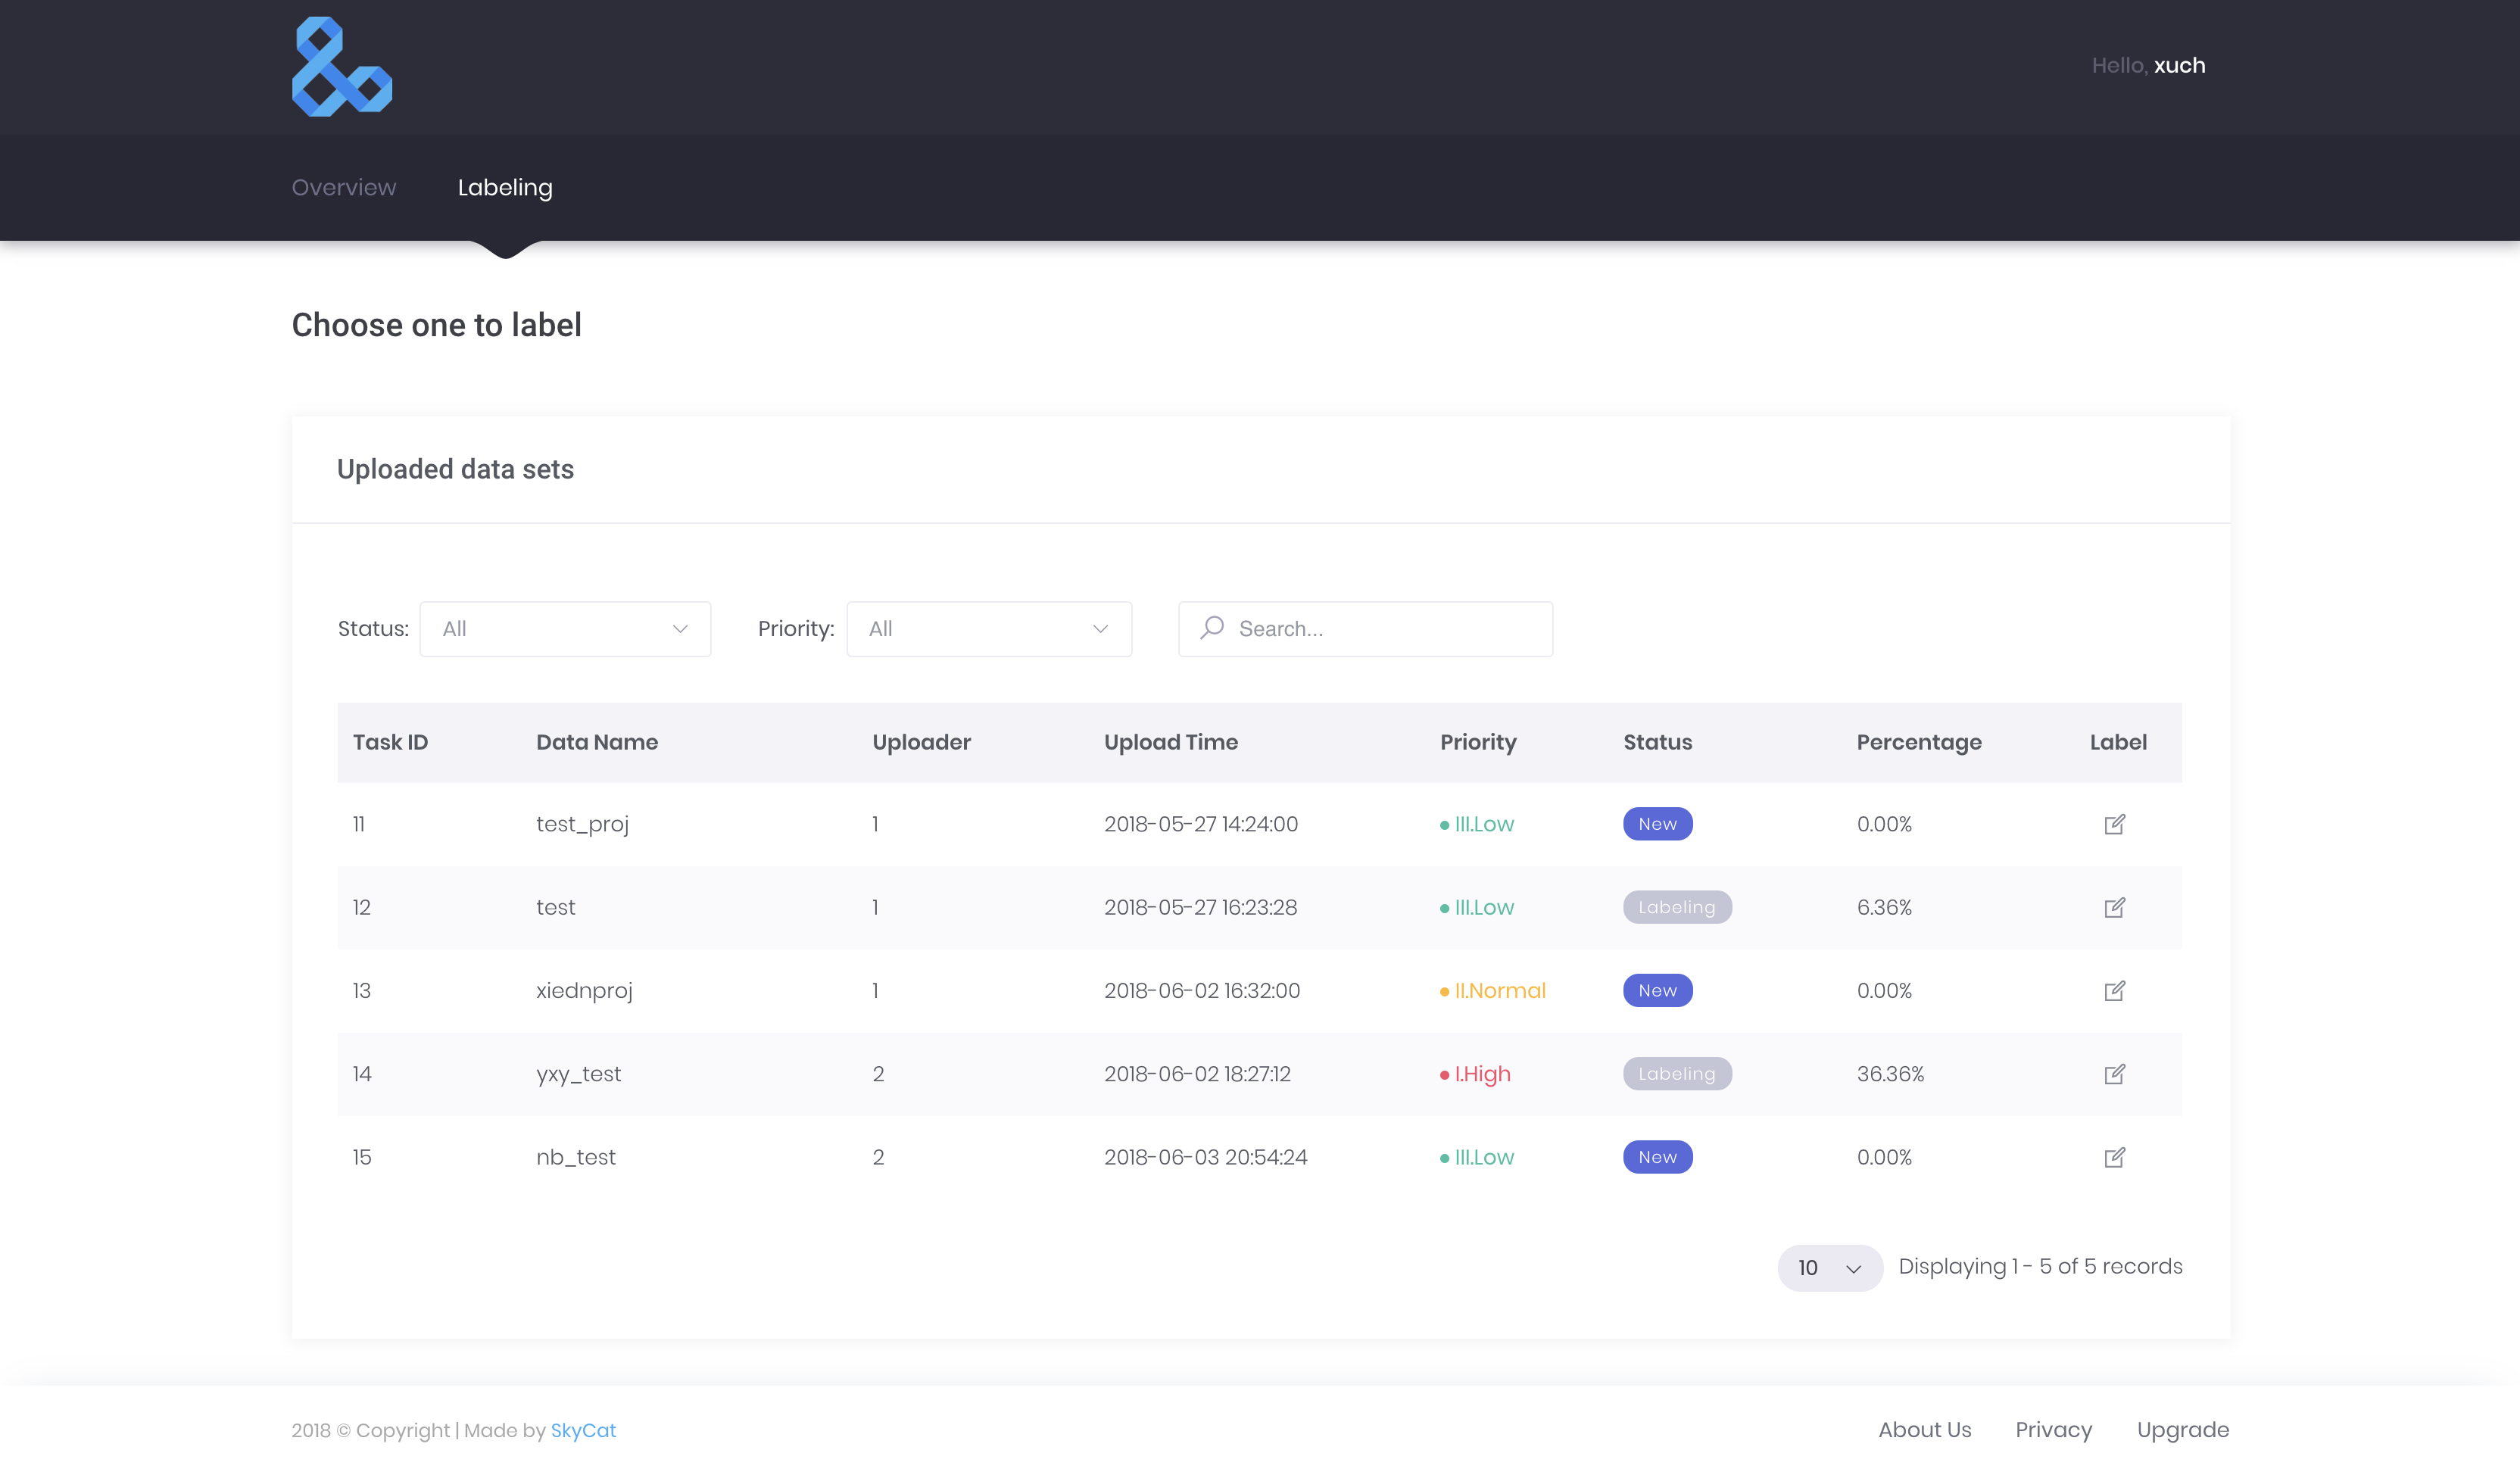 Hello, xuch
Overview Labeling
Choose one to label
Uploaded data sets
Status: All Priority: All Search...
Task ID Data Name Uploader Upload Time Priority Status Percentage Label
11 test_proj 1 2018-05-27 14:24:00 III.Low New 0.00%
12 test 1 2018-05-27 16:23:28 III.Low Labeling 6.36%
13 xiednproj 1 2018-06-02 16:32:00 II.Normal New 0.00%
14 yxy_test 2 2018-06-02 18:27:12 I.High Labeling 36.36%
15 nb_test 2 2018-06-03 20:54:24 III.Low New 0.00%
10 Displaying 1 - 5 of 5 records
2018 © Copyright | Made by SkyCat About Us Privacy Upgrade